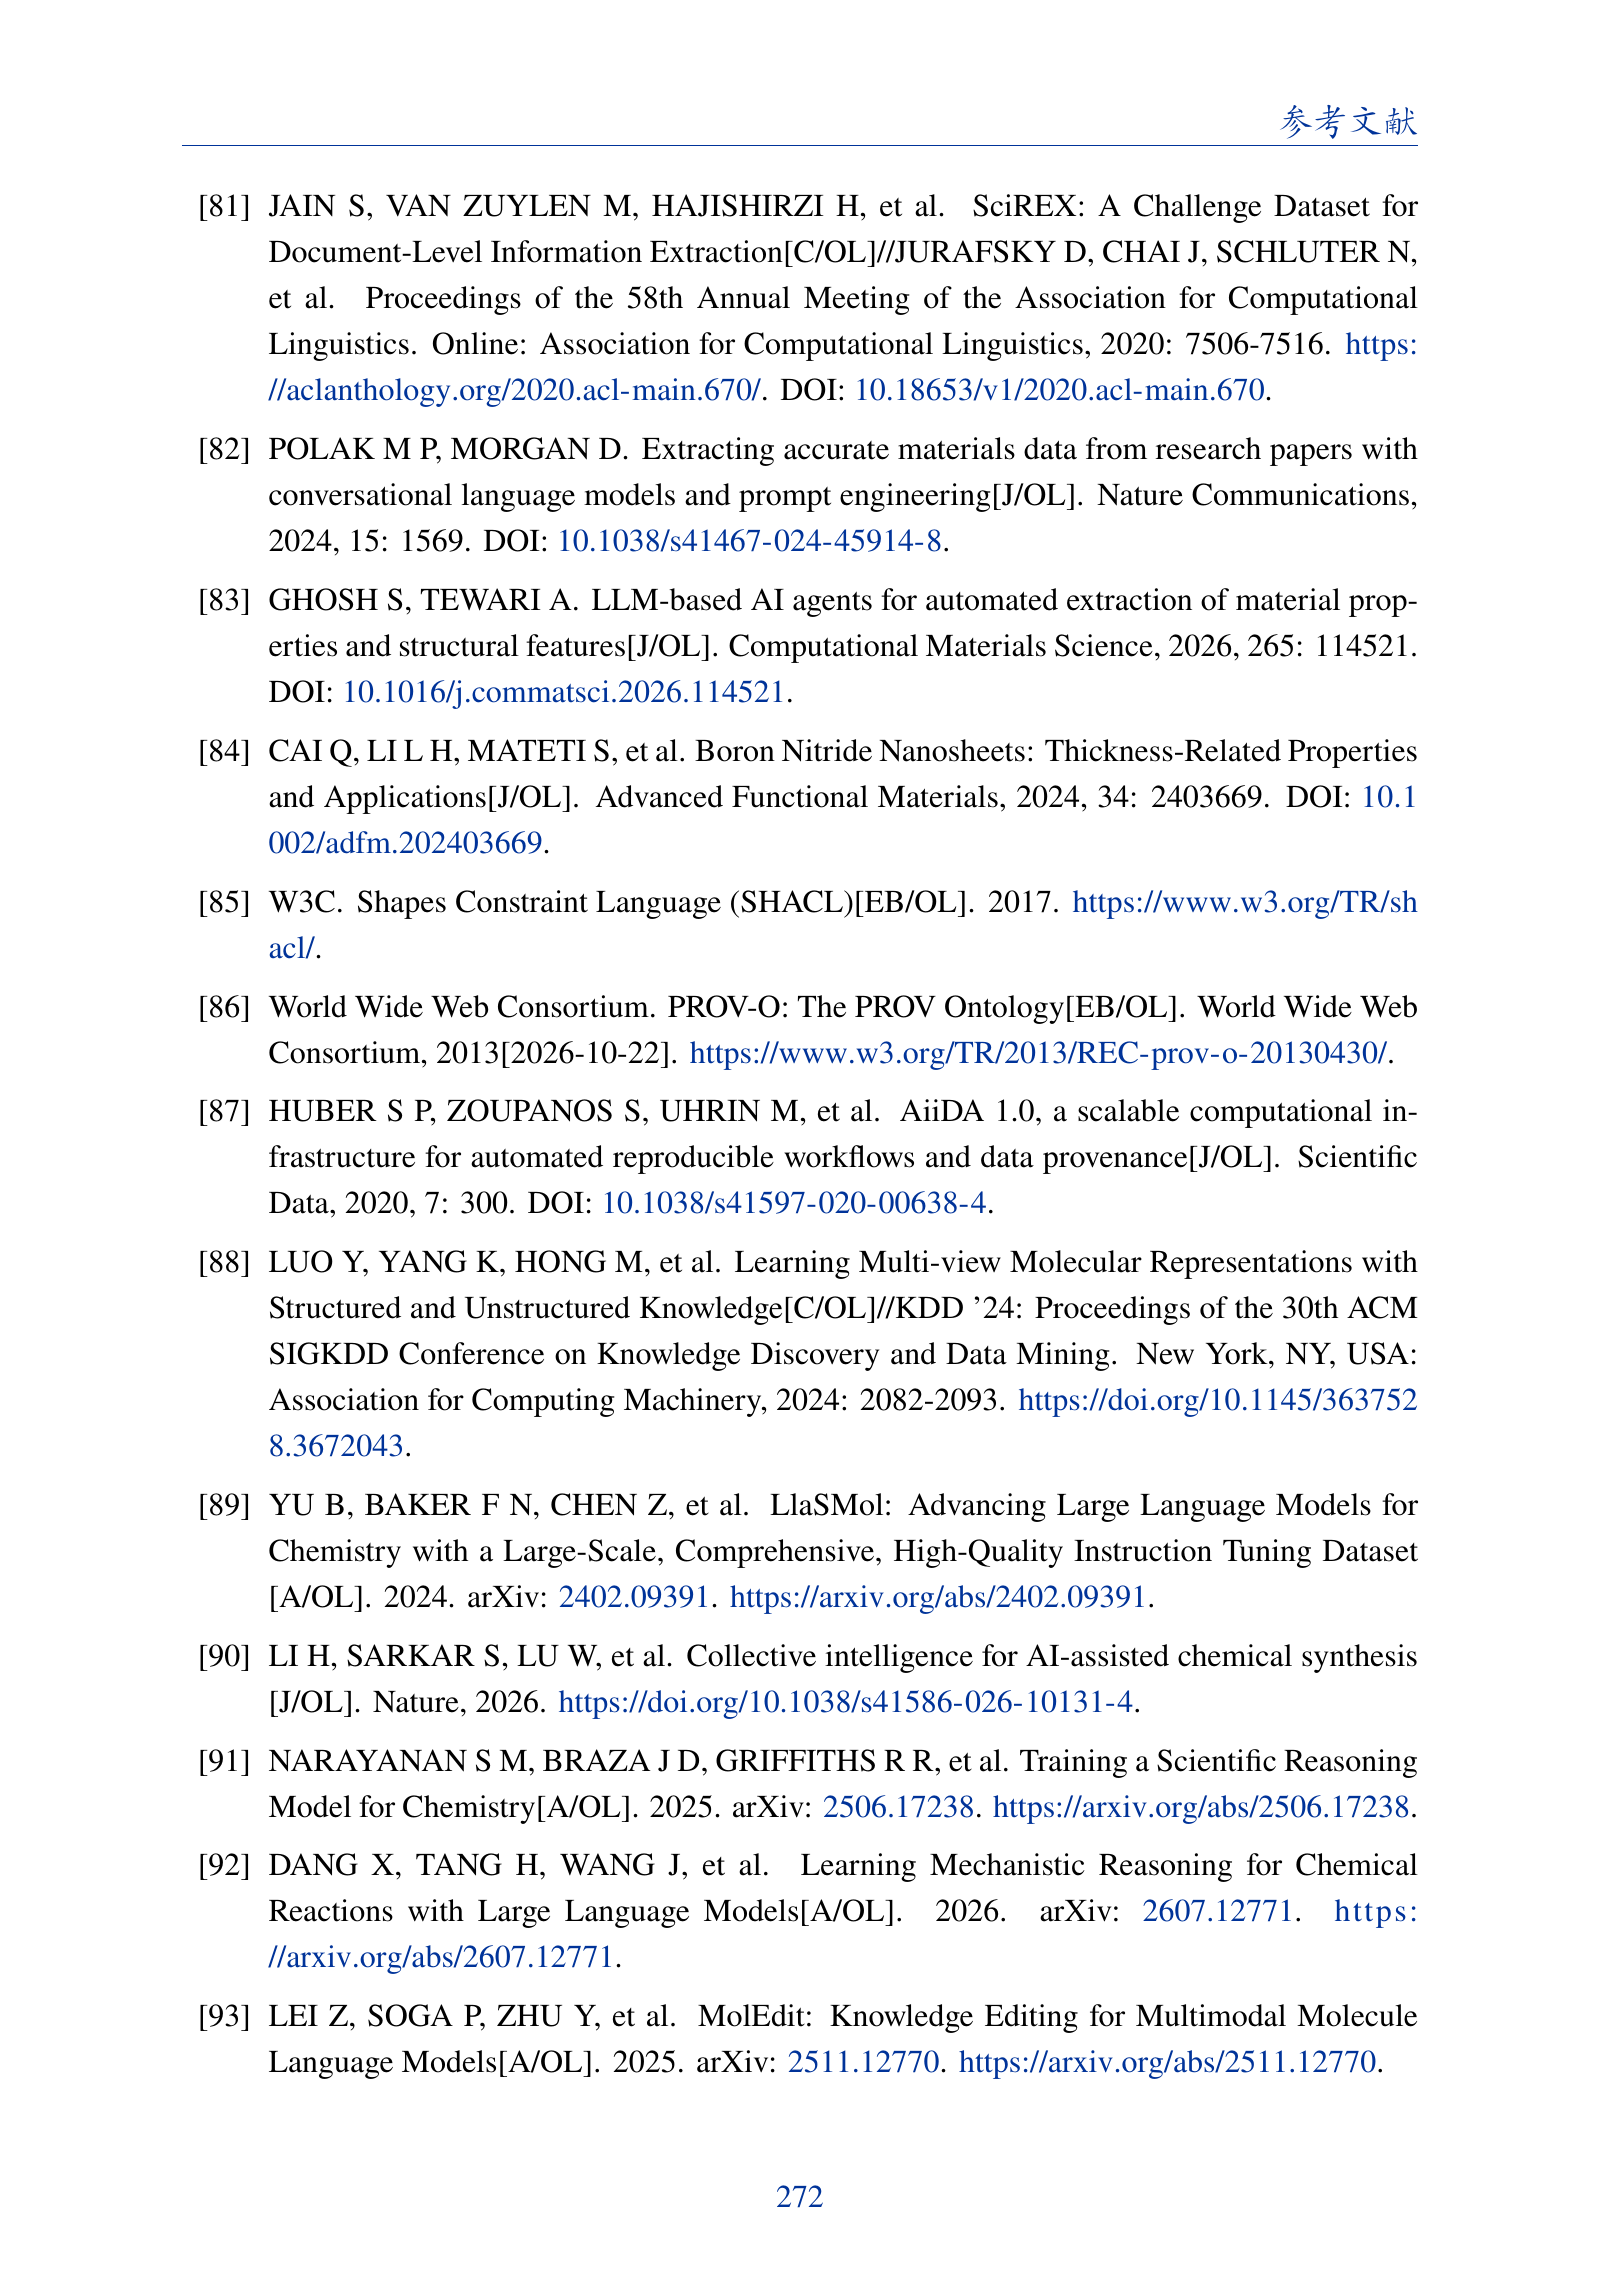 参考文献
[81] JAIN S, VAN ZUYLEN M, HAJISHIRZI H, et al. SciREX: A Challenge Dataset for
Document-Level Information Extraction[C/OL]//JURAFSKY D, CHAI J, SCHLUTER N,
et al. Proceedings of the 58th Annual Meeting of the Association for Computational
Linguistics. Online: Association for Computational Linguistics, 2020: 7506-7516. https:
//aclanthology.org/2020.acl-main.670/. DOI: 10.18653/v1/2020.acl-main.670.
[82] POLAK M P, MORGAN D. Extracting accurate materials data from research papers with
conversational language models and prompt engineering[J/OL]. Nature Communications,
2024, 15: 1569. DOI: 10.1038/s41467-024-45914-8.
[83] GHOSH S, TEWARI A. LLM-based AI agents for automated extraction of material prop-
erties and structural features[J/OL]. Computational Materials Science, 2026, 265: 114521.
DOI: 10.1016/j.commatsci.2026.114521.
[84] CAI Q, LI L H, MATETI S, et al. Boron Nitride Nanosheets: Thickness-Related Properties
and Applications[J/OL]. Advanced Functional Materials, 2024, 34: 2403669. DOI: 10.1
002/adfm.202403669.
[85] W3C. Shapes Constraint Language (SHACL)[EB/OL]. 2017. https://www.w3.org/TR/sh
acl/.
[86] World Wide Web Consortium. PROV-O: The PROV Ontology[EB/OL]. World Wide Web
Consortium, 2013[2026-10-22]. https://www.w3.org/TR/2013/REC-prov-o-20130430/.
[87] HUBER S P, ZOUPANOS S, UHRIN M, et al. AiiDA 1.0, a scalable computational in-
frastructure for automated reproducible workflows and data provenance[J/OL]. Scientific
Data, 2020, 7: 300. DOI: 10.1038/s41597-020-00638-4.
[88] LUO Y, YANG K, HONG M, et al. Learning Multi-view Molecular Representations with
Structured and Unstructured Knowledge[C/OL]//KDD ’24: Proceedings of the 30th ACM
SIGKDD Conference on Knowledge Discovery and Data Mining. New York, NY, USA:
Association for Computing Machinery, 2024: 2082-2093. https://doi.org/10.1145/363752
8.3672043.
[89] YU B, BAKER F N, CHEN Z, et al. LlaSMol: Advancing Large Language Models for
Chemistry with a Large-Scale, Comprehensive, High-Quality Instruction Tuning Dataset
[A/OL]. 2024. arXiv: 2402.09391. https://arxiv.org/abs/2402.09391.
[90] LI H, SARKAR S, LU W, et al. Collective intelligence for AI-assisted chemical synthesis
[J/OL]. Nature, 2026. https://doi.org/10.1038/s41586-026-10131-4.
[91] NARAYANAN S M, BRAZA J D, GRIFFITHS R R, et al. Training a Scientific Reasoning
Model for Chemistry[A/OL]. 2025. arXiv: 2506.17238. https://arxiv.org/abs/2506.17238.
[92] DANG X, TANG H, WANG J, et al. Learning Mechanistic Reasoning for Chemical
Reactions with Large Language Models[A/OL]. 2026. arXiv: 2607.12771. https:
//arxiv.org/abs/2607.12771.
[93] LEI Z, SOGA P, ZHU Y, et al. MolEdit: Knowledge Editing for Multimodal Molecule
Language Models[A/OL]. 2025. arXiv: 2511.12770. https://arxiv.org/abs/2511.12770.
272